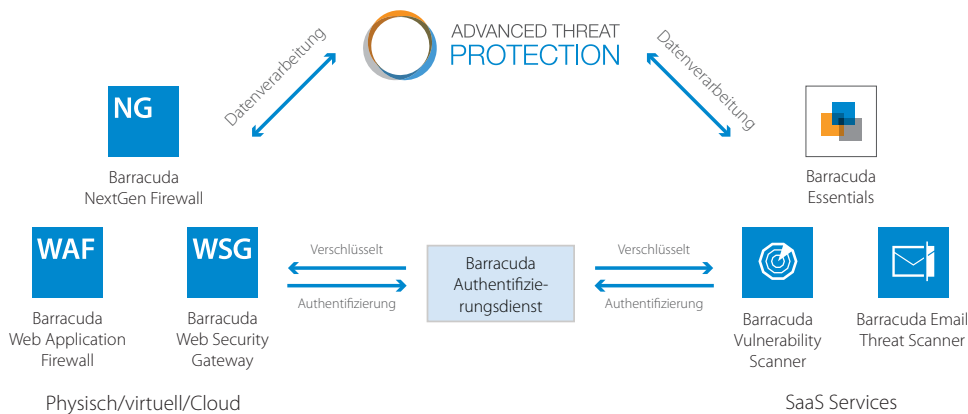 ADVANCED THREAT
PROTECTION
Datenverarbeitung
Datenverarbeitung
NG
Barracuda
NextGen Firewall
Barracuda
Essentials
WAF
WSG
Verschlüsselt
Authentifizierung
Barracuda
Authentifizie-
rungsdienst
Verschlüsselt
Authentifizierung
Barracuda
Web Application
Firewall
Barracuda
Web Security
Gateway
Barracuda
Vulnerability
Scanner
Barracuda Email
Threat Scanner
Physisch/virtuell/Cloud
SaaS Services